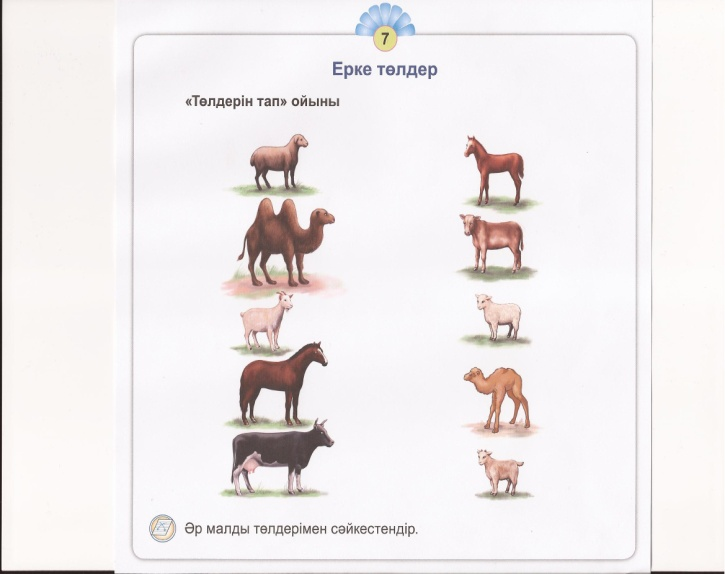 7
Ерке төлдер
«Төлдерін тап» ойыны
Әр малды төлдерімен сәйкестендір.